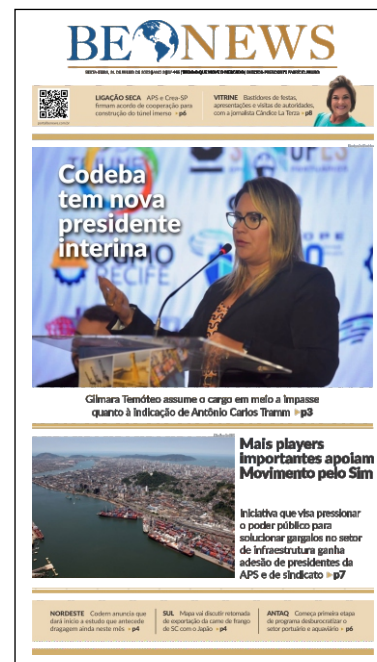 BE NEWS
LIGAÇÃO SECA APS e Crea-SP
firmam acordo de cooperação para
construção do túnel imerso ▸p6
VITRINE Bastidores de festas,
apresentações e visitas de autoridades,
com a jornalista Cândice La Terza ▸p8
Codeba
tem nova
presidente
interina
Gilmara Temóteo assume o cargo em meio a impasse
quanto à indicação de Antônio Carlos Tramm ▸p3
Mais players
importantes apoiam
Movimento pelo Sim
Iniciativa que visa pressionar
o poder público para
solucionar gargalos no setor
de infraestrutura ganha
adesão de presidentes da
APS e de sindicato ▸p7
NORDESTE Codern anuncia que
dará início a estudo que antecede
dragagem ainda neste mês ▸p4
SUL Mapa vai discutir retomada
de exportação da carne de frango
de SC com o Japão ▸p4
ANTAQ Começa primeira etapa
de programa desburocratizar o
setor portuário e aquaviário ▸p6